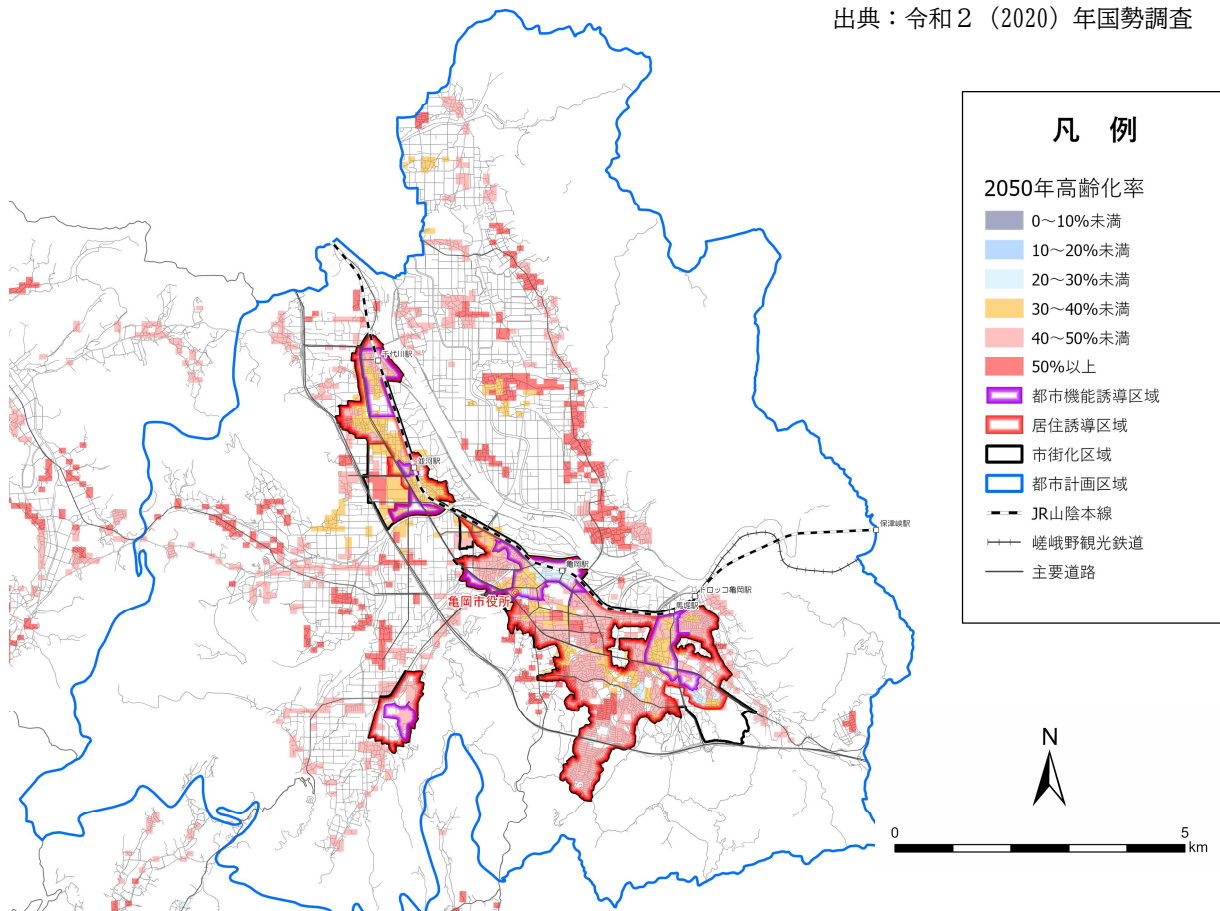 出典：令和２（2020）年国勢調査
凡 例
2050年高齢化率
0～10%未満
10～20%未満
20～30%未満
30～40%未満
40～50%未満
50%以上
都市機能誘導区域
居住誘導区域
市街化区域
都市計画区域
JR山陰本線
嵯峨野観光鉄道
主要道路
千代川駅
並河駅
保津峡駅
亀岡駅
トロッコ亀岡駅
亀岡市役所
馬堀駅
N
0 5
km